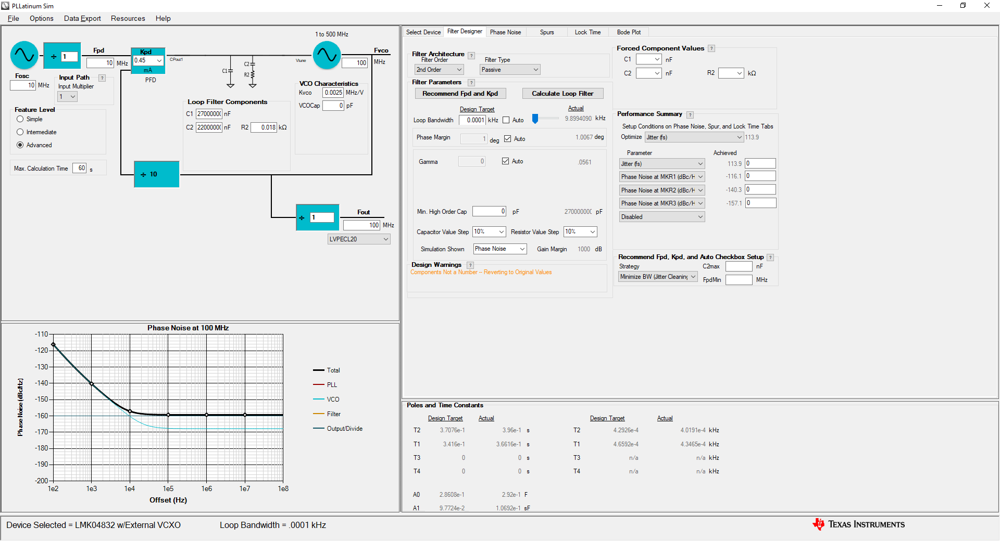 PLLatinum Sim
File Options Data Export Resources Help
1 to 500 MHz
÷ 1
Fpd
10 MHz
Kpd
0.45
mA
PFD
CPout1
C1
C2
R2
Vtune
Fvco
100 MHz
Fosc
10 MHz
Input Path ?
Input Multiplier
1
Feature Level
Simple
Intermediate
Advanced
Max. Calculation Time 60 s
Loop Filter Components
C1 27000000 nF
C2 22000000 nF R2 0.018 kΩ
VCO Characteristics
Kvco 0.0025 MHz/V
VCOCap 0 pF
÷ 10
÷ 1
Fout
100 MHz
LVPECL20
Phase Noise at 100 MHz
-110
-120
-130
-140
-150
-160
-170
-180
-190
-200
1e2 1e3 1e4 1e5 1e6 1e7 1e8
Phase Noise (dBc/Hz)
Offset (Hz)
Total
PLL
VCO
Filter
Output/Divide
Select Device Filter Designer Phase Noise Spurs Lock Time Bode Plot
Filter Architecture ?
Filter Order Filter Type
2nd Order Passive
Filter Parameters ?
Recommend Fpd and Kpd Calculate Loop Filter
Design Target Actual
Loop Bandwidth 0.0001 kHz Auto 9.8994090 kHz
Phase Margin 1 deg Auto 1.0067 deg
Gamma 0 Auto .0561
Min. High Order Cap 0 pF 270000000 pF
Capacitor Value Step 10% Resistor Value Step 10%
Simulation Shown Phase Noise Gain Margin 1000 dB
Design Warnings ?
Components Not a Number -- Reverting to Original Values
Forced Component Values ?
C1 nF
C2 nF R2 kΩ
Performance Summary ?
Setup Conditions on Phase Noise, Spur, and Lock Time Tabs
Optimize Jitter (fs) 113.9
Parameter Achieved
Jitter (fs) 113.9 0
Phase Noise at MKR1 (dBc/H -116.1 0
Phase Noise at MKR2 (dBc/H -140.3 0
Phase Noise at MKR3 (dBc/H -157.1 0
Disabled
Recommend Fpd, Kpd, and Auto Checkbox Setup ?
Strategy C2max nF
Minimize BW (Jitter Cleaning FpdMin MHz
Poles and Time Constants
Design Target Actual Design Target Actual
T2 3.7076e-1 3.96e-1 s T2 4.2926e-4 4.0191e-4 kHz
T1 3.416e-1 3.6616e-1 s T1 4.6592e-4 4.3465e-4 kHz
T3 0 0 s T3 n/a n/a kHz
T4 0 0 s T4 n/a n/a kHz
A0 2.8608e-1 2.92e-1 F
A1 9.7724e-2 1.0692e-1 sF
Device Selected = LMK04832 w/External VCXO Loop Bandwidth = .0001 kHz
TEXAS INSTRUMENTS